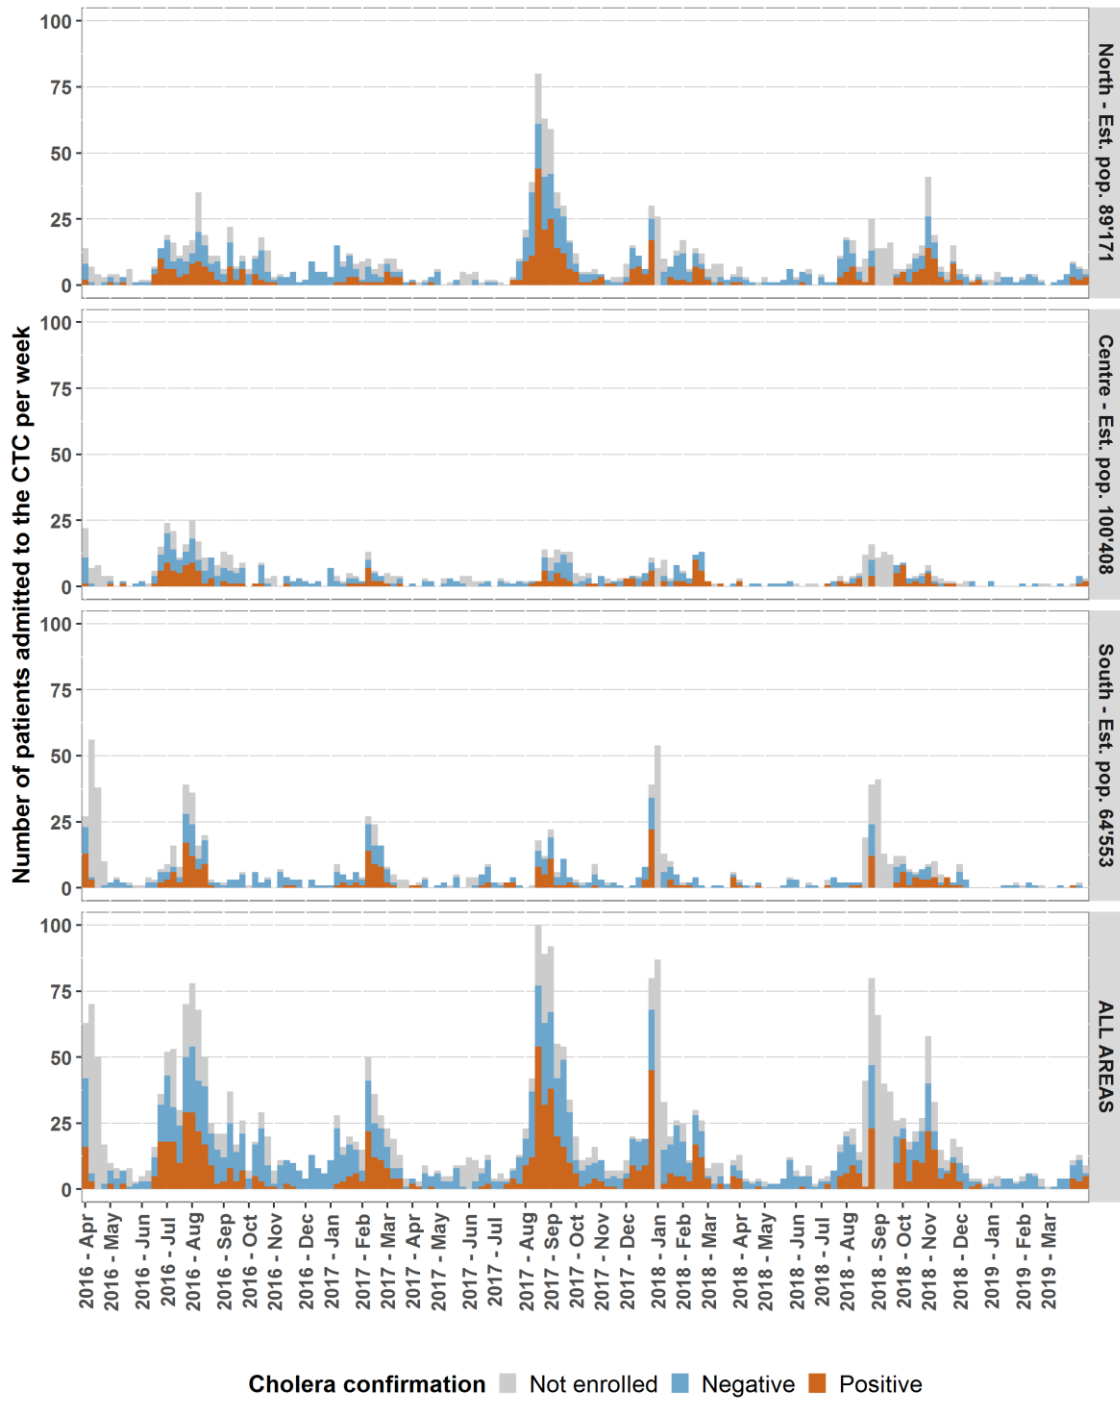 Number of patients admitted to the CTC per week
100
75
50
25
0
North - Est. pop. 89'171
100
75
50
25
0
Centre - Est. pop. 100'408
100
75
50
25
0
South - Est. pop. 64'553
100
75
50
25
0
ALL AREAS
2016 - Apr
2016 - May
2016 - Jun
2016 - Jul
2016 - Aug
2016 - Sep
2016 - Oct
2016 - Nov
2016 - Dec
2017 - Jan
2017 - Feb
2017 - Mar
2017 - Apr
2017 - May
2017 - Jun
2017 - Jul
2017 - Aug
2017 - Sep
2017 - Oct
2017 - Nov
2017 - Dec
2018 - Jan
2018 - Feb
2018 - Mar
2018 - Apr
2018 - May
2018 - Jun
2018 - Jul
2018 - Aug
2018 - Sep
2018 - Oct
2018 - Nov
2018 - Dec
2019 - Jan
2019 - Feb
2019 - Mar
Cholera confirmation Not enrolled Negative Positive